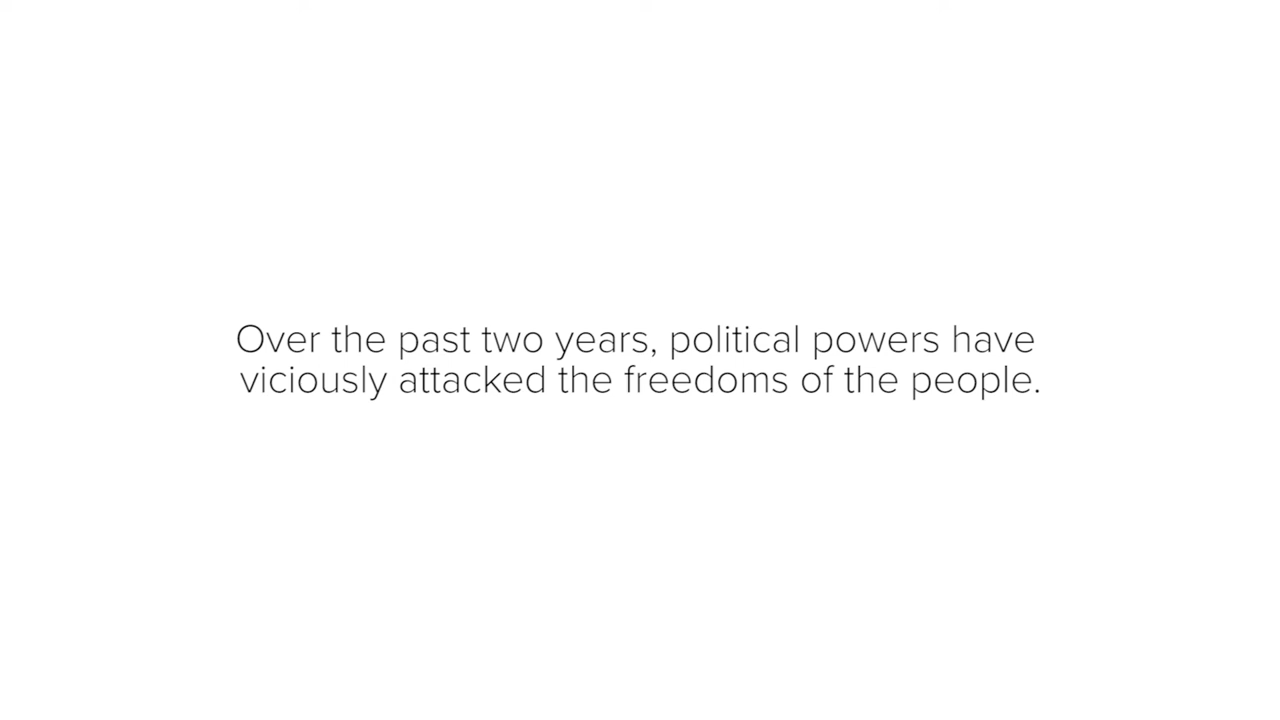 Over the past two years, political powers have
viciously attacked the freedoms of the people.